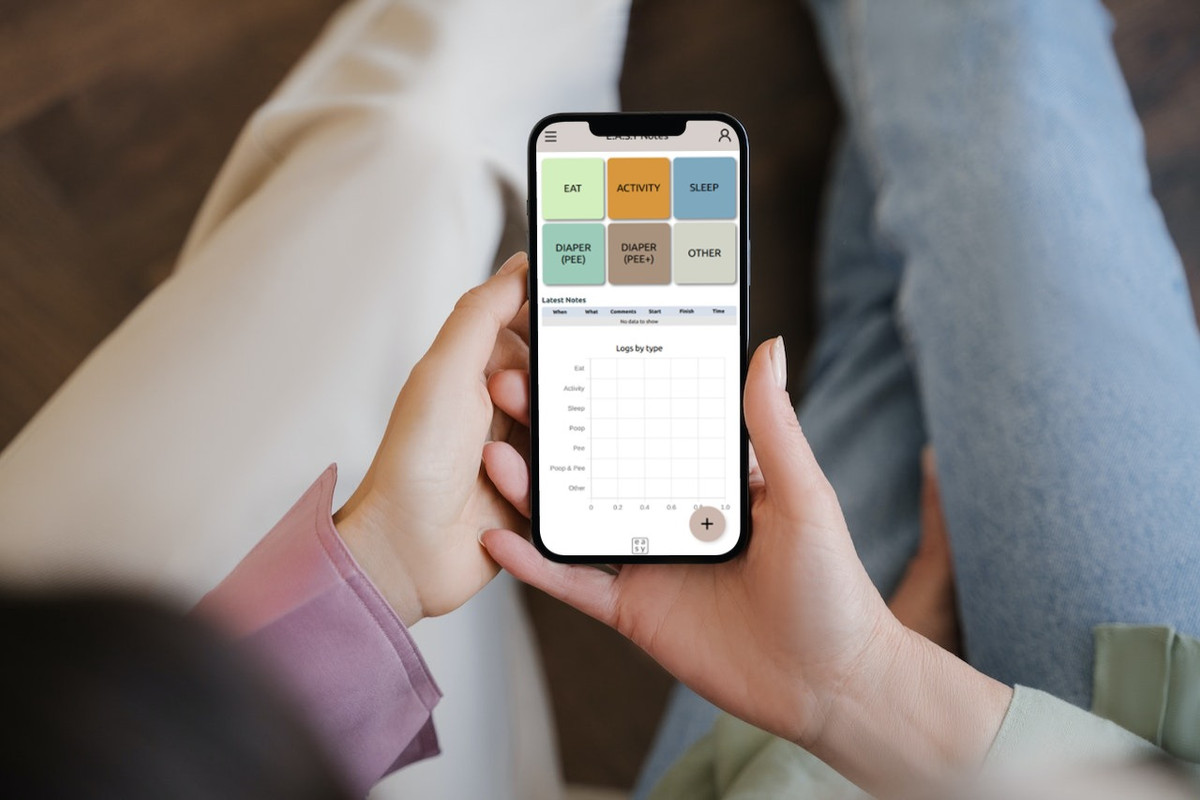 E.A.S.Y Notes
EAT
ACTIVITY
SLEEP
DIAPER
(PEE)
DIAPER
(PEE+)
OTHER
Latest Notes
When What Comments Start Finish Time
No data to show
Logs by type
Eat
Activity
Sleep
Poop
Pee
Poop & Pee
Other
0 0.2 0.4 0.6 1.0
+
ea
sy